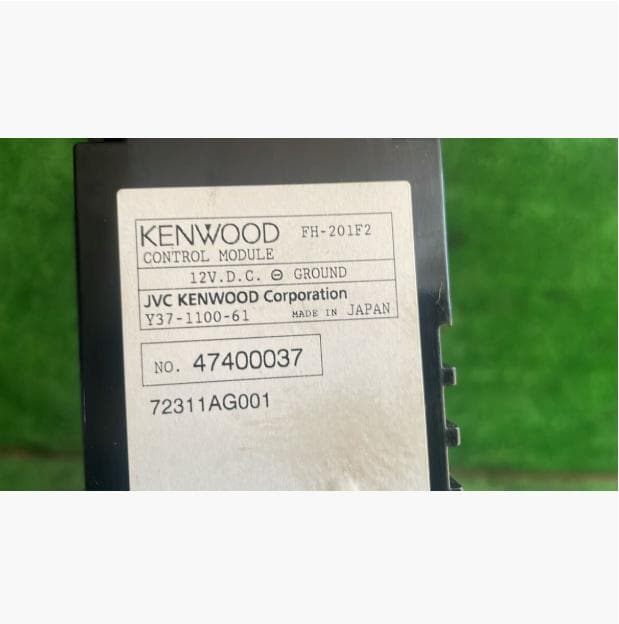 KENWOOD FH-201F2
CONTROL MODULE
12V.D.C. ⊖ GROUND
JVC KENWOOD Corporation
Y37-1100-61 MADE IN JAPAN
NO. 47400037
72311AG001